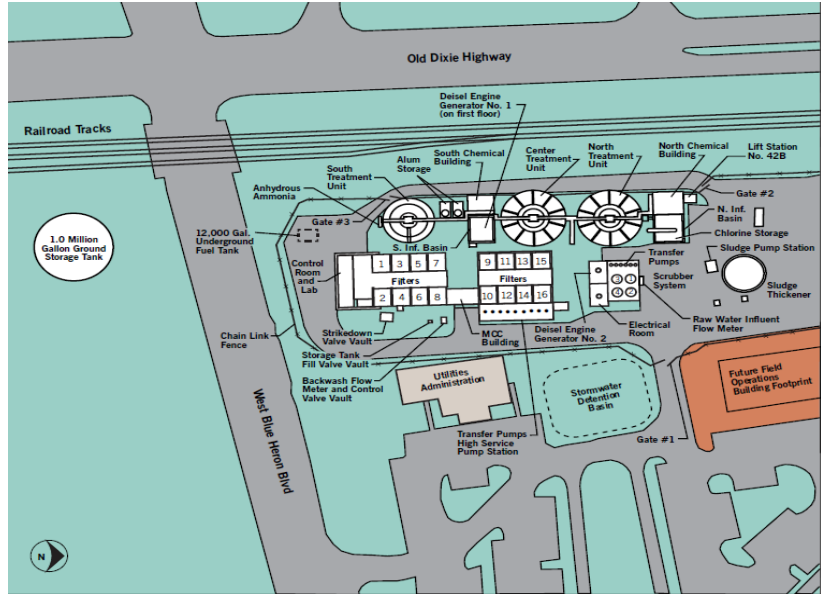 Old Dixie Highway
Railroad Tracks
Deisel Engine
Generator No. 1
(on first floor)
South
Treatment
Unit
Alum
Storage
South Chemical
Building
Center
Treatment
Unit
North
Treatment
Unit
North Chemical
Building
Lift Station
No. 42B
Anhydrous
Ammonia
Gate #3
Gate #2
1.0 Million
Gallon Ground
Storage Tank
12,000 Gal.
Underground
Fuel Tank
S. Inf. Basin
N. Inf.
Basin
Chlorine Storage
Control
Room
and
Lab
1 3 5 7
Filters
2 4 6 8
9 11 13 15
Filters
10 12 14 16
Transfer
Pumps
3 1
4 2
Scrubber
System
Sludge Pump Station
Sludge
Thickener
Raw Water Influent
Flow Meter
Strikedown
Valve Vault
MCC
Building
Deisel Engine
Generator No. 2
Electrical
Room
Chain Link
Fence
Storage Tank
Fill Valve Vault
Backwash Flow
Meter and Control
Valve Vault
Utilities
Administration
Stormwater
Detention
Basin
Future Field
Operations
Building Footprint
West Blue Heron Blvd
Transfer Pumps
High Service
Pump Station
Gate #1
N